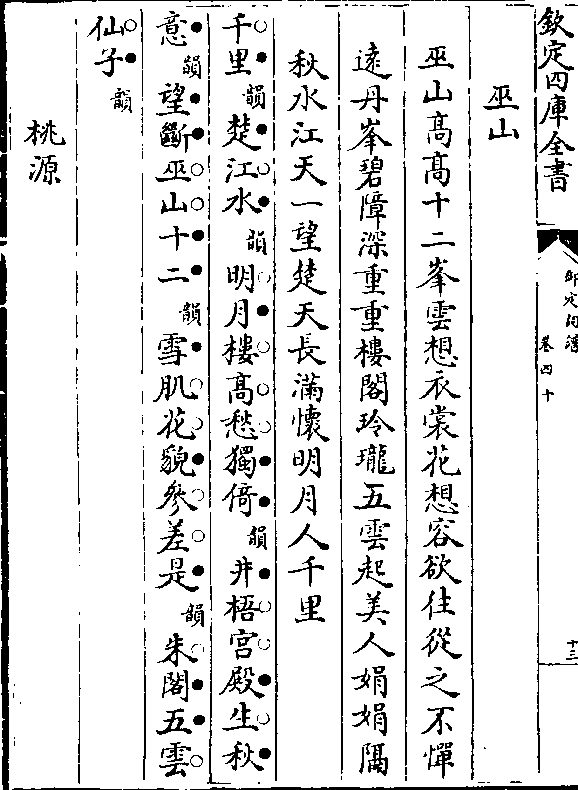 欽定四庫全書
御定詞譜
卷四十
十三
巫山
巫山髙髙十二峯雲想衣裳花想容欲往從之不憚
遠丹峯碧障深重重樓閣玲瓏五雲起美人娟娟隔
秋水江天一望楚天長滿懷明月人千里
千里韻楚江水韻明月樓髙愁獨倚韻井梧宫殿生秋
意韻望斷巫山十二韻雪肌花貌參差是韻朱閣五雲
仙子韻
桃源